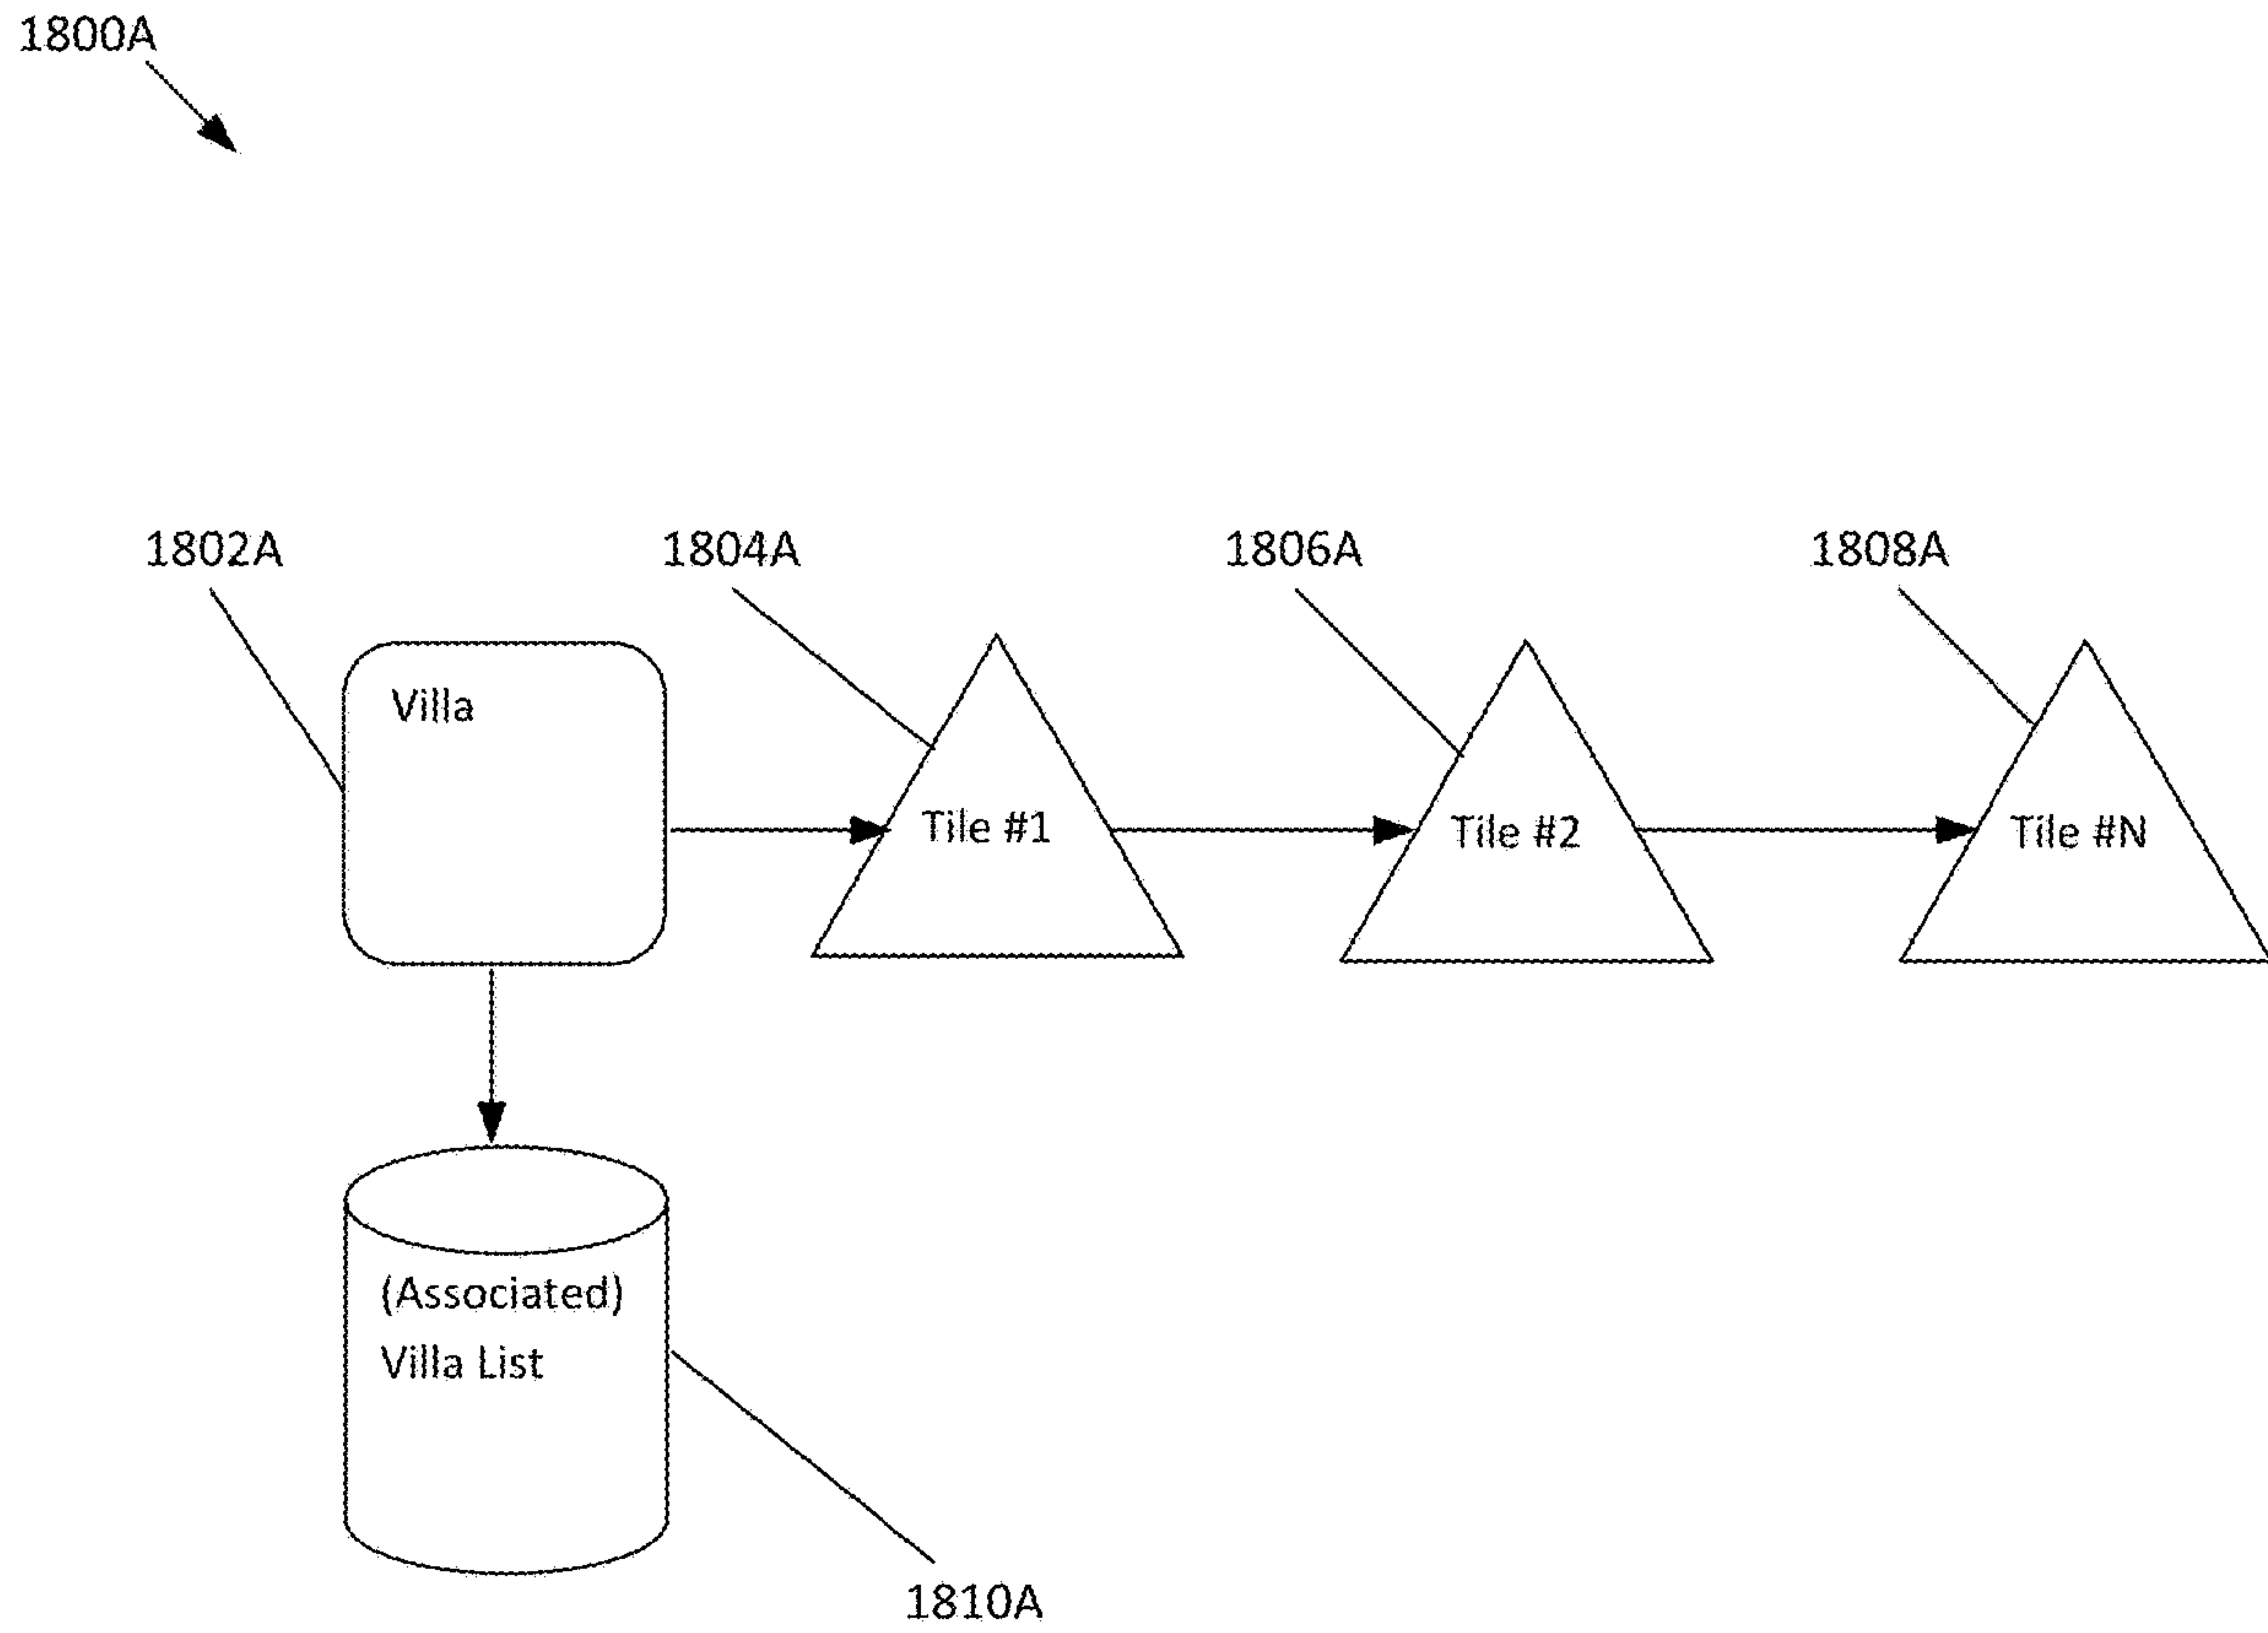 1800A
1802A
1804A
1806A
1808A
Villa
Tile #1
Tile #2
Tile #N
(Associated)
Villa List
1810A